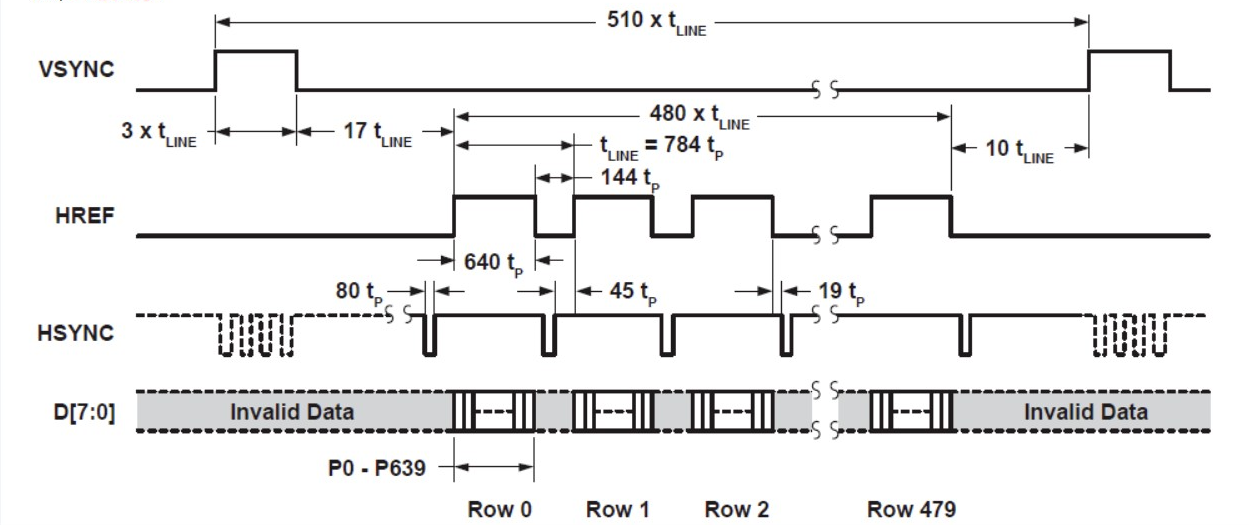 510 x tLINE
VSYNC
3 x tLINE
17 tLINE
480 x tLINE
tLINE = 784 tP
10 tLINE
144 tP
HREF
640 tP
80 tP
45 tP
19 tP
HSYNC
D[7:0]
Invalid Data
Invalid Data
P0 - P639
Row 0 Row 1 Row 2 Row 479